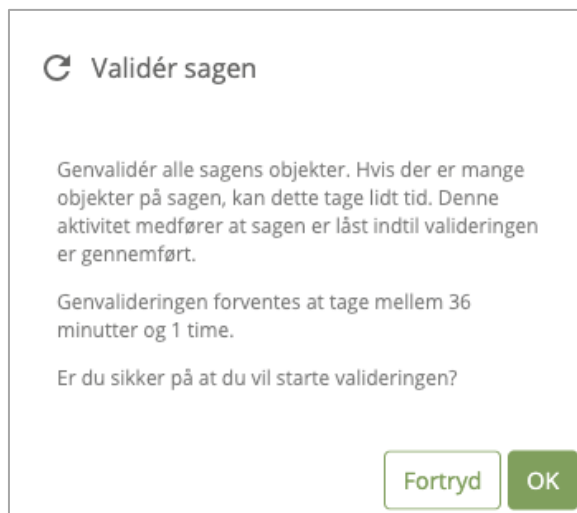 Validér sagen
Genvalidér alle sagens objekter. Hvis der er mange
objekter på sagen, kan dette tage lidt tid. Denne
aktivitet medfører at sagen er låst indtil valideringen
er gennemført.
Genvalideringen forventes at tage mellem 36
minutter og 1 time.
Er du sikker på at du vil starte valideringen?
Fortryd OK